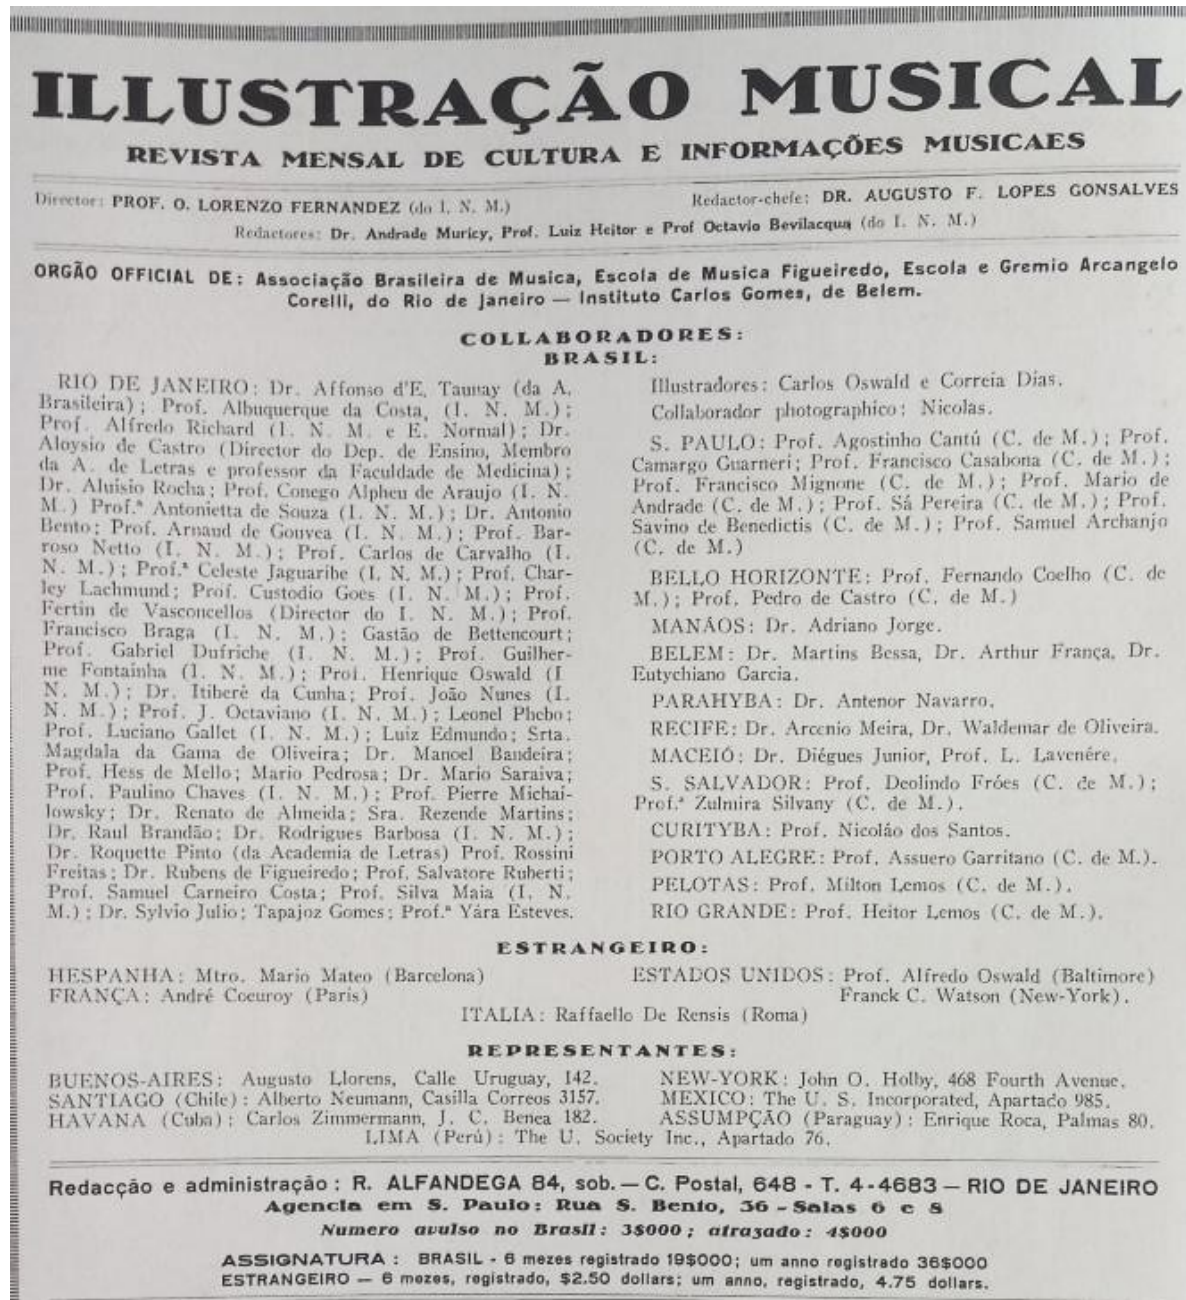 ILLUSTRAÇÃO MUSICAL
REVISTA MENSAL DE CULTURA E INFORMAÇÕES MUSICAES
Director: PROF. O. LORENZO FERNANDEZ (do I. N. M.)
Redactor-chefe: DR. AUGUSTO F. LOPES GONSALVES
Redactores: Dr. Andrade Muricy, Prof. Luiz Heitor e Prof Octavio Bevilacqua (do I. N. M.)
ORGÃO OFFICIAL DE: Associação Brasileira de Musica, Escola de Musica Figueiredo, Escola e Gremio Arcangelo
Corelli, do Rio de Janeiro — Instituto Carlos Gomes, de Belem.
COLLABORADORES:
BRASIL:
RIO DE JANEIRO: Dr. Affonso d'E. Taunay (da A.
Brasileira); Prof. Albuquerque da Costa, (I. N. M.);
Prof. Alfredo Richard (I. N. M. e E. Normal); Dr.
Aloysio de Castro (Director do Dep. de Ensino, Membro
da A. de Letras e professor da Faculdade de Medicina);
Dr. Aluisio Rocha; Prof. Conego Alpheu de Araujo (I. N.
M.) Prof.ª Antonietta de Souza (I. N. M.); Dr. Antonio
Bento; Prof. Arnaud de Gouvea (I. N. M.); Prof. Bar-
roso Netto (I. N. M.); Prof. Carlos de Carvalho (I.
N. M.); Prof.ª Celeste Jaguaribe (I. N. M.); Prof. Char-
ley Lachmund; Prof. Custodio Goes (I. N. M.); Prof.
Fertin de Vasconcellos (Director do I. N. M.); Prof.
Francisco Braga (I. N. M.); Gastão de Bettencourt;
Prof. Gabriel Dufriche (I. N. M.); Prof. Guilher-
me Fontainha (I. N. M.); Prof. Henrique Oswald (I
N. M.); Dr. Itiberê da Cunha; Prof. João Nunes (I.
N. M.); Prof. J. Octaviano (I. N. M.); Leonel Phebo;
Prof. Luciano Gallet (I. N. M.); Luiz Edmundo; Srta.
Magdala da Gama de Oliveira; Dr. Manoel Bandeira;
Prof. Hess de Mello; Mario Pedrosa; Dr. Mario Saraiva;
Prof. Paulino Chaves (I. N. M.); Prof. Pierre Michai-
lowsky; Dr. Renato de Almeida; Sra. Rezende Martins;
Dr. Raul Brandão; Dr. Rodrigues Barbosa (I. N. M.);
Dr. Roquette Pinto (da Academia de Letras) Prof. Rossini
Freitas; Dr. Rubens de Figueiredo; Prof. Salvatore Ruberti;
Prof. Samuel Carneiro Costa; Prof. Silva Maia (I. N.
M.); Dr. Sylvio Julio; Tapajoz Gomes; Prof.ª Yára Esteves.
Illustradores: Carlos Oswald e Correia Dias.
Collaborador photographico: Nicolas.
S. PAULO: Prof. Agostinho Cantú (C. de M.); Prof.
Camargo Guarneri; Prof. Francisco Casabona (C. de M.);
Prof. Francisco Mignone (C. de M.); Prof. Mario de
Andrade (C. de M.); Prof. Sá Pereira (C. de M.); Prof.
Savino de Benedictis (C. de M.); Prof. Samuel Archanjo
(C. de M.)
BELLO HORIZONTE: Prof. Fernando Coelho (C. de
M.); Prof. Pedro de Castro (C. de M.)
MANÁOS: Dr. Adriano Jorge.
BELEM: Dr. Martins Bessa, Dr. Arthur França, Dr.
Eutychiano Garcia.
PARAHYBA: Dr. Antenor Navarro.
RECIFE: Dr. Arcenio Meira, Dr. Waldemar de Oliveira.
MACEIÓ: Dr. Diégues Junior, Prof. L. Lavenére.
S. SALVADOR: Prof. Deolindo Fróes (C. de M.);
Prof.ª Zulmira Silvany (C. de M.).
CURITYBA: Prof. Nicoláo dos Santos.
PORTO ALEGRE: Prof. Assuero Garritano (C. de M.).
PELOTAS: Prof. Milton Lemos (C. de M.).
RIO GRANDE: Prof. Heitor Lemos (C. de M.).
ESTRANGEIRO:
HESPANHA: Mtro. Mario Mateo (Barcelona)
FRANÇA: André Coeuroy (Paris)
ESTADOS UNIDOS: Prof. Alfredo Oswald (Baltimore)
Franck C. Watson (New-York).
ITALIA: Raffaello De Rensis (Roma)
REPRESENTANTES:
BUENOS-AIRES: Augusto Llorens, Calle Uruguay, 142.
SANTIAGO (Chile): Alberto Neumann, Casilla Correos 3157.
HAVANA (Cuba): Carlos Zimmermann, J. C. Benea 182.
NEW-YORK: John O. Holby, 468 Fourth Avenue.
MEXICO: The U. S. Incorporated, Apartado 985.
ASSUMPÇÃO (Paraguay): Enrique Roca, Palmas 80.
LIMA (Perú): The U. Society Inc., Apartado 76.
Redacção e administração: R. ALFANDEGA 84, sob. — C. Postal, 648 - T. 4-4683 — RIO DE JANEIRO
Agencia em S. Paulo: Rua S. Bento, 36 - Salas 6 e 8
Numero avulso no Brasil: 3$000; atrazado: 4$000
ASSIGNATURA: BRASIL - 6 mezes registrado 19$000; um anno registrado 36$000
ESTRANGEIRO — 6 mezes, registrado, $2.50 dollars; um anno, registrado, 4.75 dollars.